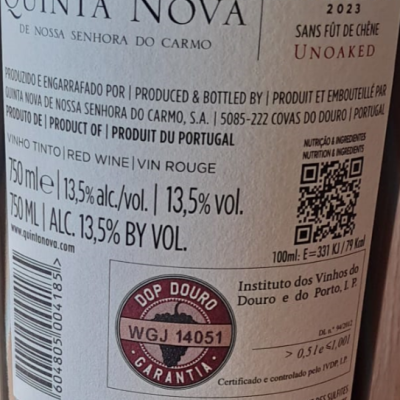 QUINTA NOVA
DE NOSSA SENHORA DO CARMO
2023
SANS FÛT DE CHÊNE
UNOAKED
PRODUZIDO E ENGARRAFADO POR | PRODUCED & BOTTLED BY | PRODUIT ET EMBOUTEILLÉ PAR
QUINTA NOVA DE NOSSA SENHORA DO CARMO, S.A. | 5085-222 COVAS DO DOURO / PORTUGAL
PRODUTO DE | PRODUCT OF | PRODUIT DU PORTUGAL
VINHO TINTO | RED WINE | VIN ROUGE
750 ml e | 13,5% alc./vol. | 13,5% vol.
750 ML | ALC. 13,5% BY VOL.
www.quintanova.com
NUTRIÇÃO & INGREDIENTES
NUTRITION & INGREDIENTS
100ml: E=331 KJ / 79 Kcal
5604805004185
DOP DOURO
WGJ 14051
GARANTIA
Instituto dos Vinhos do
Douro e do Porto, I. P.
> 0,5 l e ≤ 1,00 l
Certificado e controlado pelo IVDP, I.P.
SULFITES